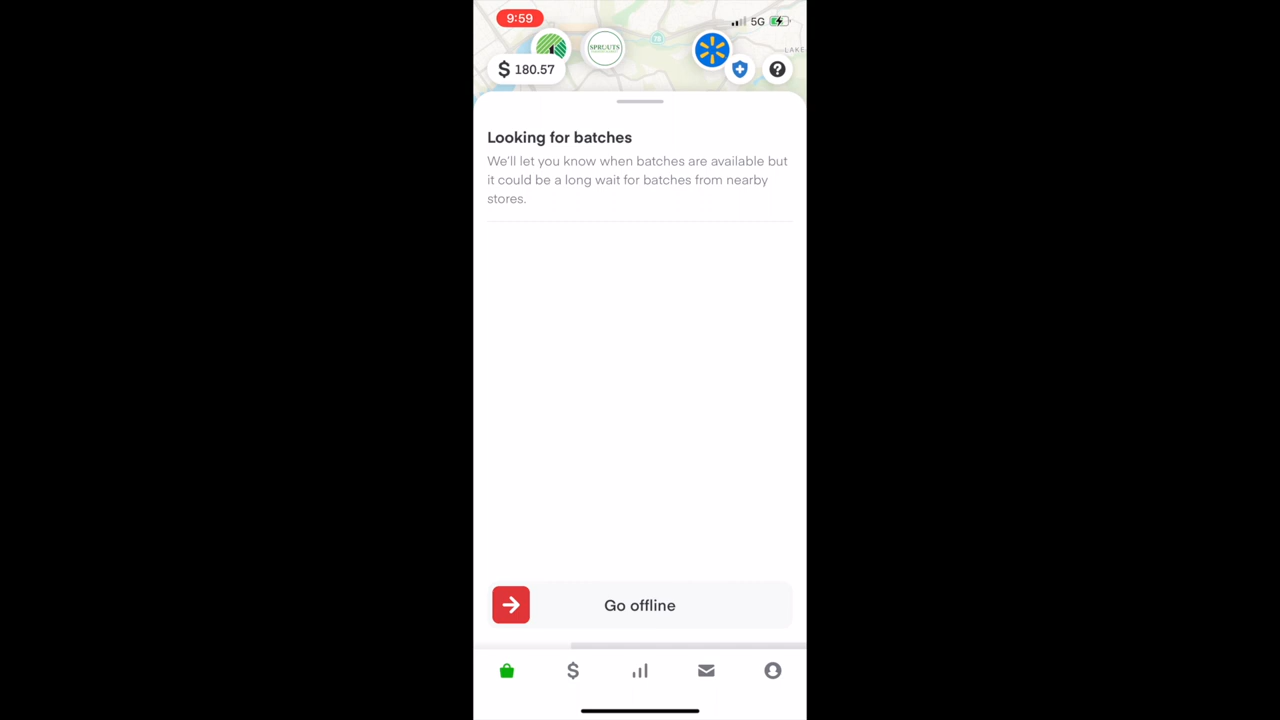 9:59
5G
SPROUTS
78
LAKE
$ 180.57
Looking for batches
We'll let you know when batches are available but
it could be a long wait for batches from nearby
stores.
Go offline